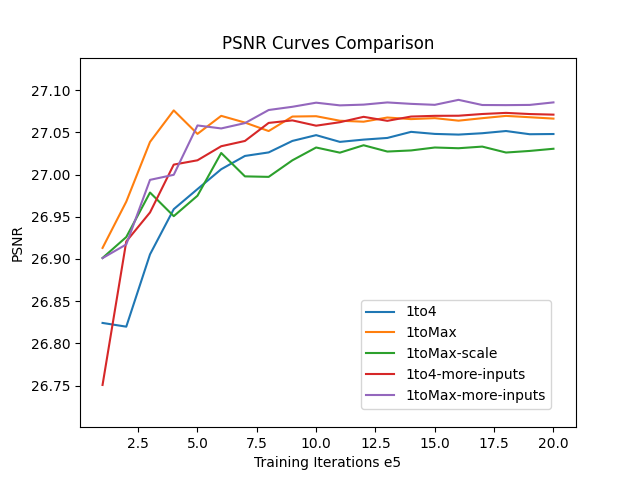 PSNR Curves Comparison
PSNR
27.10
27.05
27.00
26.95
26.90
26.85
26.80
26.75
1to4
1toMax
1toMax-scale
1to4-more-inputs
1toMax-more-inputs
2.5 5.0 7.5 10.0 12.5 15.0 17.5 20.0
Training Iterations e5